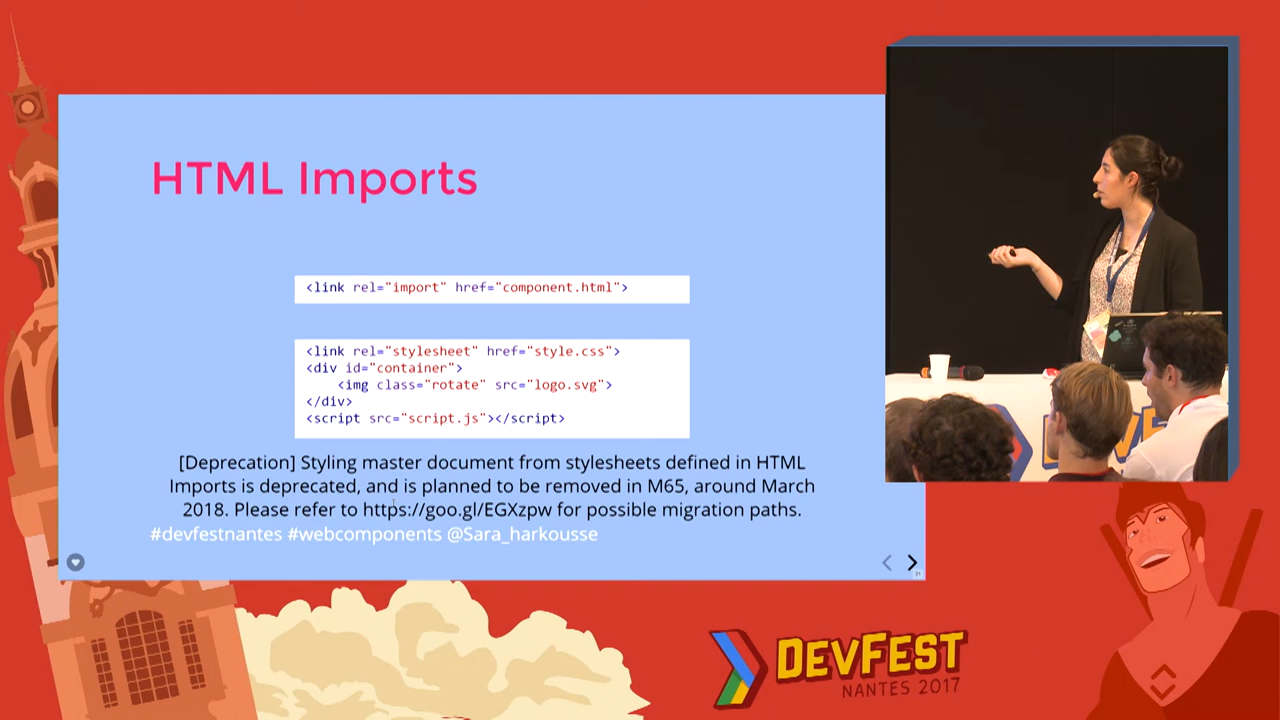 HTML Imports
<link rel="import" href="component.html">
<link rel="stylesheet" href="style.css">
<div id="container">
    <img class="rotate" src="logo.svg">
</div>
<script src="script.js"></script>
[Deprecation] Styling master document from stylesheets defined in HTML
Imports is deprecated, and is planned to be removed in M65, around March
2018. Please refer to https://goo.gl/EGXzpw for possible migration paths.
#devfestnantes #webcomponents @Sara_harkousse
31
DEVFEST
NANTES 2017